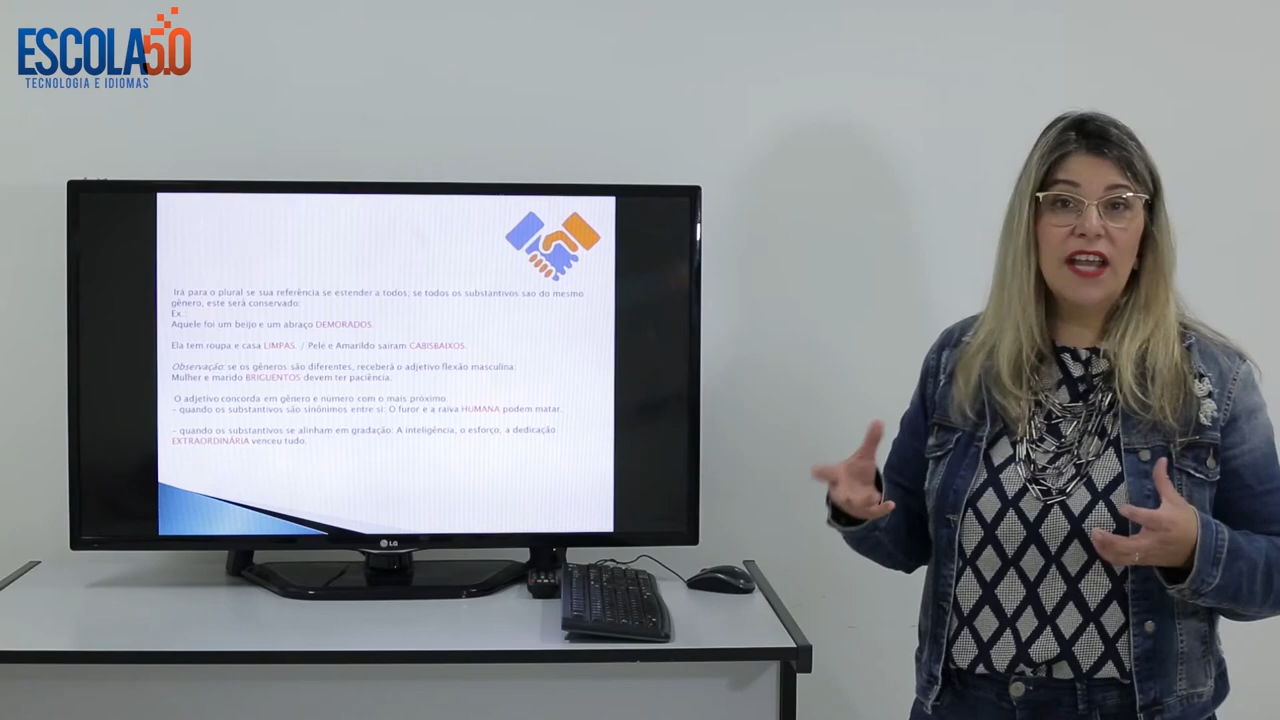 ESCOLA5.0
TECNOLOGIA E IDIOMAS
Irá para o plural se sua referência se estender a todos; se todos os substantivos são do mesmo
gênero, este será conservado:
Ex.:
Aquele foi um beijo e um abraço DEMORADOS.
Ela tem roupa e casa LIMPAS. / Pelé e Amarildo saíram CABISBAIXOS.
Observação: se os gêneros são diferentes, receberá o adjetivo flexão masculina:
Mulher e marido BRIGUENTOS devem ter paciência.
O adjetivo concorda em gênero e número com o mais próximo.
- quando os substantivos são sinônimos entre si: O furor e a raiva HUMANA podem matar.
- quando os substantivos se alinham em gradação: A inteligência, o esforço, a dedicação
EXTRAORDINÁRIA venceu tudo.
LG